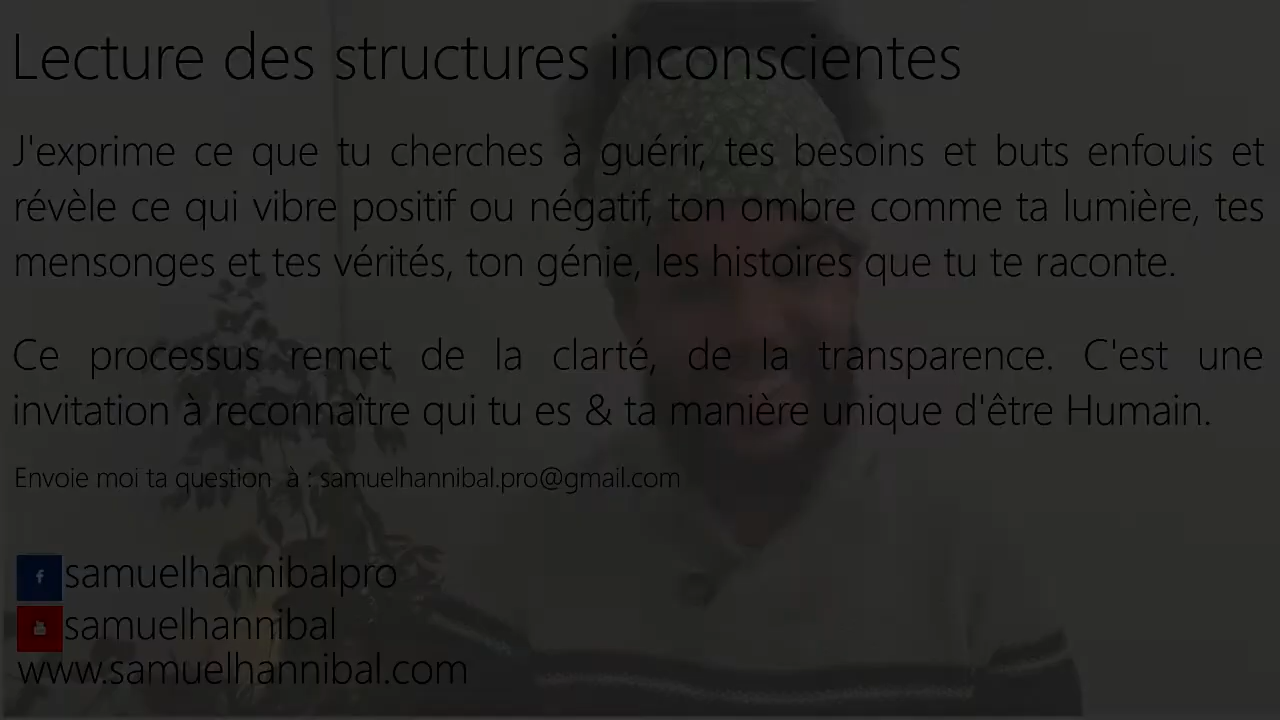 Lecture des structures inconscientes
J'exprime ce que tu cherches à guérir, tes besoins et buts enfouis et
révèle ce qui vibre positif ou négatif, ton ombre comme ta lumière, tes
mensonges et tes vérités, ton génie, les histoires que tu te raconte.
Ce processus remet de la clarté, de la transparence. C'est une
invitation à reconnaître qui tu es & ta manière unique d'être Humain.
Envoie moi ta question à : samuelhannibal.pro@gmail.com
samuelhannibalpro
samuelhannibal
www.samuelhannibal.com